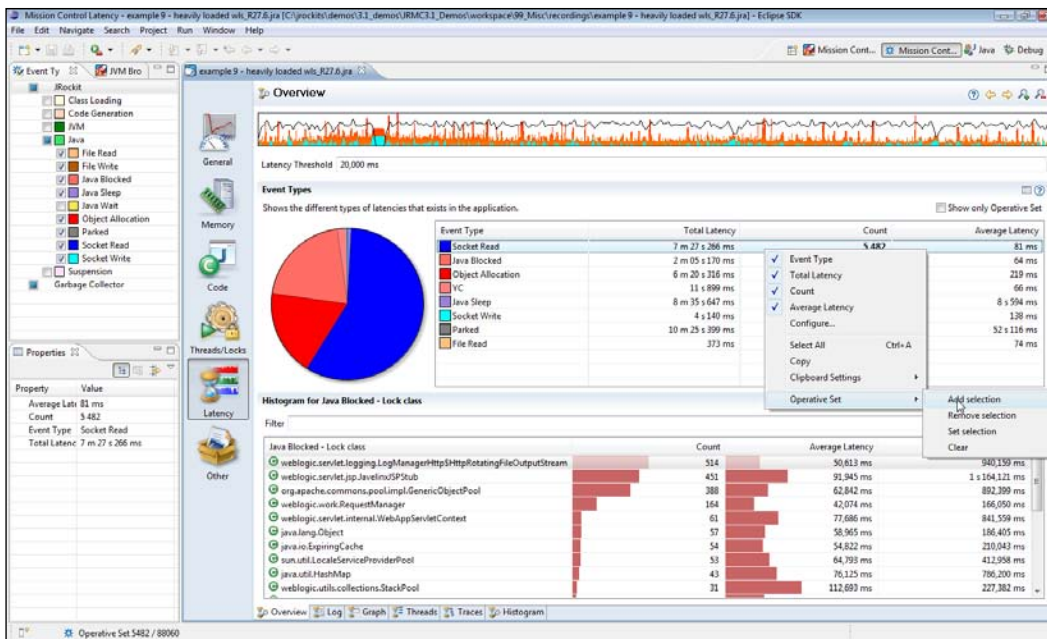 Mission Control Latency - example 9 - heavily loaded wls_R27.6.jra [C:\jrockits\demos\3.1_demos\JRMC3.1_Demos\workspace\99_Misc\recordings\example 9 - heavily loaded wls_R27.6.jra] - Eclipse SDK
File Edit Navigate Search Project Run Window Help
Mission Cont... Mission Cont... Java Debug
Event Ty JVM Bro example 9 - heavily loaded wls_R27.6.jra
JRockit
Class Loading
Code Generation
JVM
Java
File Read
File Write
Java Blocked
Java Sleep
Java Wait
Object Allocation
Parked
Socket Read
Socket Write
Suspension
Garbage Collector
Properties
Property Value
Average Late 81 ms
Count 5 482
Event Type Socket Read
Total Latenc 7 m 27 s 266 ms
General
Memory
Code
Threads/Locks
Latency
Other
Overview
Latency Threshold 20,000 ms
Event Types
Shows the different types of latencies that exists in the application.
Show only Operative Set
Event Type Total Latency Count Average Latency
Socket Read 7 m 27 s 266 ms 5 482 81 ms
Java Blocked 2 m 05 s 170 ms 64 ms
Object Allocation 6 m 20 s 316 ms 219 ms
YC 11 s 899 ms 66 ms
Java Sleep 8 m 35 s 647 ms 8 s 594 ms
Socket Write 4 s 140 ms 138 ms
Parked 10 m 25 s 399 ms 52 s 116 ms
File Read 373 ms 74 ms
Event Type
Total Latency
Count
Average Latency
Configure...
Select All Ctrl+A
Copy
Clipboard Settings
Operative Set
Add selection
Remove selection
Set selection
Clear
Histogram for Java Blocked - Lock class
Filter
Java Blocked - Lock class Count Average Latency
weblogic.servlet.logging.LogManagerHttp$HttpRotatingFileOutputStream 514 50,613 ms 940,159 ms
weblogic.servlet.jsp.JavelinxJSPStub 451 91,945 ms 1 s 164,121 ms
org.apache.commons.pool.impl.GenericObjectPool 388 62,842 ms 892,399 ms
weblogic.work.RequestManager 164 42,074 ms 166,050 ms
weblogic.servlet.internal.WebAppServletContext 61 77,686 ms 841,559 ms
java.lang.Object 57 58,965 ms 186,405 ms
java.io.ExpiringCache 54 54,822 ms 210,043 ms
sun.util.LocaleServiceProviderPool 53 64,793 ms 412,958 ms
java.util.HashMap 43 76,125 ms 786,200 ms
weblogic.utils.collections.StackPool 31 112,693 ms 227,382 ms
Overview Log Graph Threads Traces Histogram
Operative Set 5482 / 88060